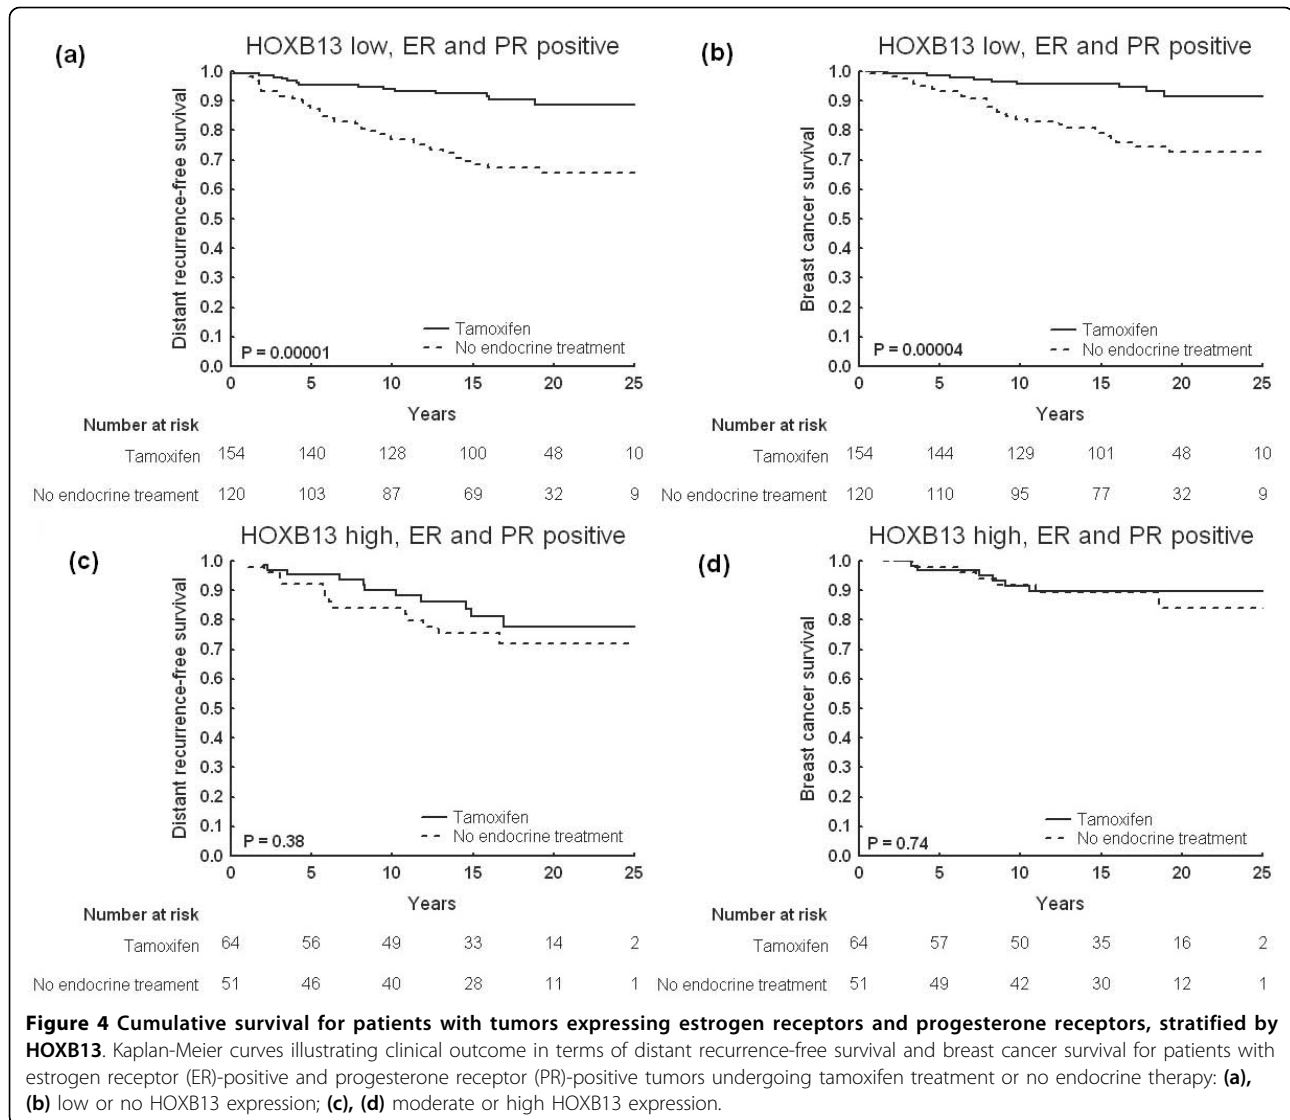 (a)
HOXB13 low, ER and PR positive
Distant recurrence-free survival
1.0
0.9
0.8
0.7
0.6
0.5
0.4
0.3
0.2
0.1
0.0
Tamoxifen
No endocrine treatment
P = 0.00001
0 5 10 15 20 25
Years
Number at risk
Tamoxifen 154 140 128 100 48 10
No endocrine treament 120 103 87 69 32 9
(b)
HOXB13 low, ER and PR positive
Breast cancer survival
1.0
0.9
0.8
0.7
0.6
0.5
0.4
0.3
0.2
0.1
0.0
Tamoxifen
No endocrine treatment
P = 0.00004
0 5 10 15 20 25
Years
Number at risk
Tamoxifen 154 144 129 101 48 10
No endocrine treament 120 110 95 77 32 9
(c)
HOXB13 high, ER and PR positive
Distant recurrence-free survival
1.0
0.9
0.8
0.7
0.6
0.5
0.4
0.3
0.2
0.1
0.0
Tamoxifen
No endocrine treatment
P = 0.38
0 5 10 15 20 25
Years
Number at risk
Tamoxifen 64 56 49 33 14 2
No endocrine treament 51 46 40 28 11 1
(d)
HOXB13 high, ER and PR positive
Breast cancer survival
1.0
0.9
0.8
0.7
0.6
0.5
0.4
0.3
0.2
0.1
0.0
Tamoxifen
No endocrine treatment
P = 0.74
0 5 10 15 20 25
Years
Number at risk
Tamoxifen 64 57 50 35 16 2
No endocrine treament 51 49 42 30 12 1
Figure 4 Cumulative survival for patients with tumors expressing estrogen receptors and progesterone receptors, stratified by
HOXB13. Kaplan-Meier curves illustrating clinical outcome in terms of distant recurrence-free survival and breast cancer survival for patients with
estrogen receptor (ER)-positive and progesterone receptor (PR)-positive tumors undergoing tamoxifen treatment or no endocrine therapy: (a),
(b) low or no HOXB13 expression; (c), (d) moderate or high HOXB13 expression.